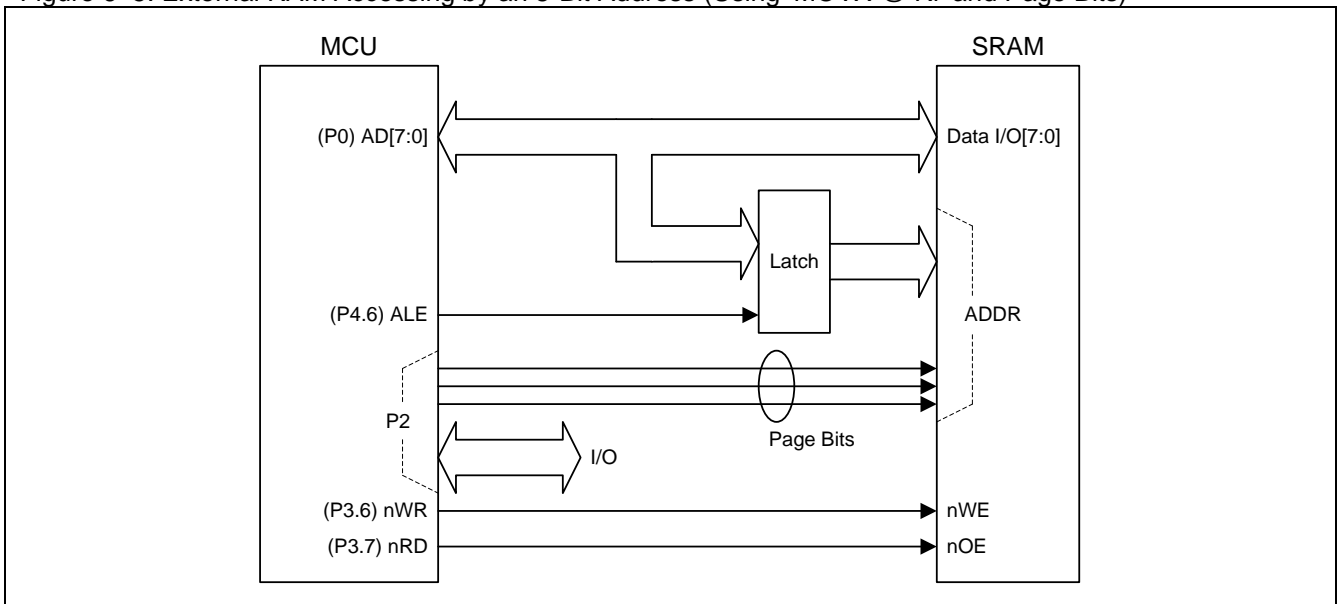 MCU
SRAM
(P0) AD[7:0]
Data I/O[7:0]
Latch
(P4.6) ALE
ADDR
P2
Page Bits
I/O
(P3.6) nWR
nWE
(P3.7) nRD
nOE